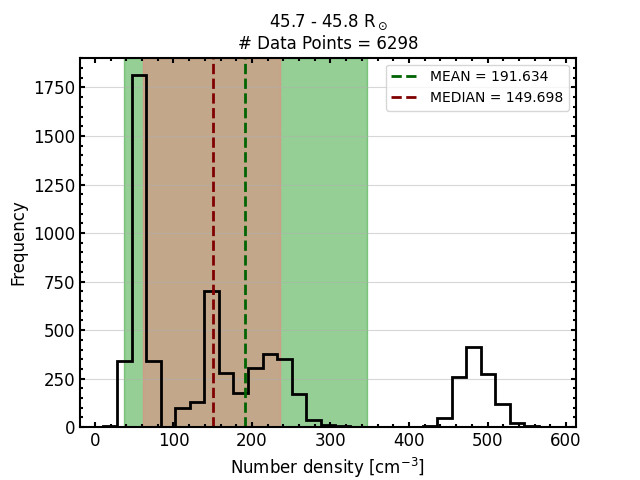 45.7 - 45.8 R⊙
# Data Points = 6298
MEAN = 191.634
MEDIAN = 149.698
Frequency
1750
1500
1250
1000
750
500
250
0
0 100 200 300 400 500 600
Number density [cm⁻³]